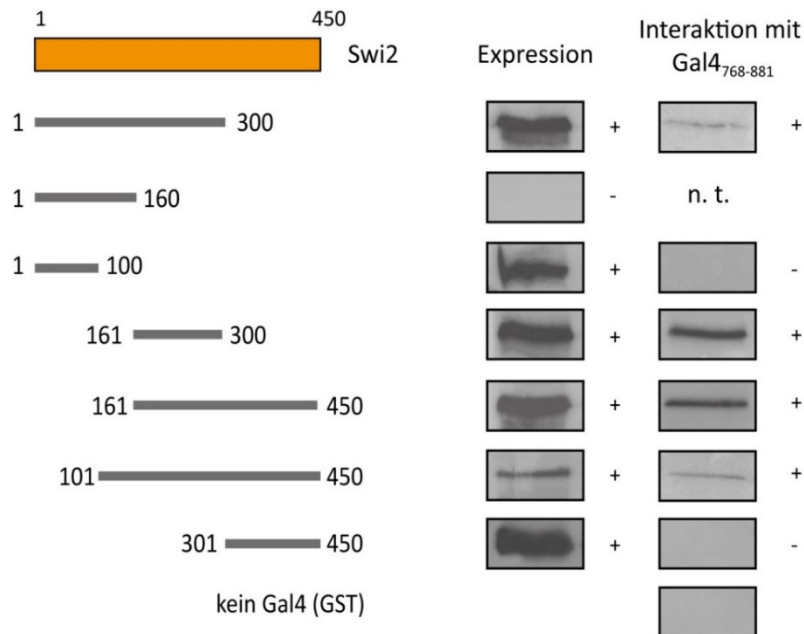 1 450
Swi2 Expression Interaktion mit
Gal4768-881
1 300 + +
1 160 - n. t.
1 100 + -
161 300 + +
161 450 + +
101 450 + +
301 450 + -
kein Gal4 (GST)